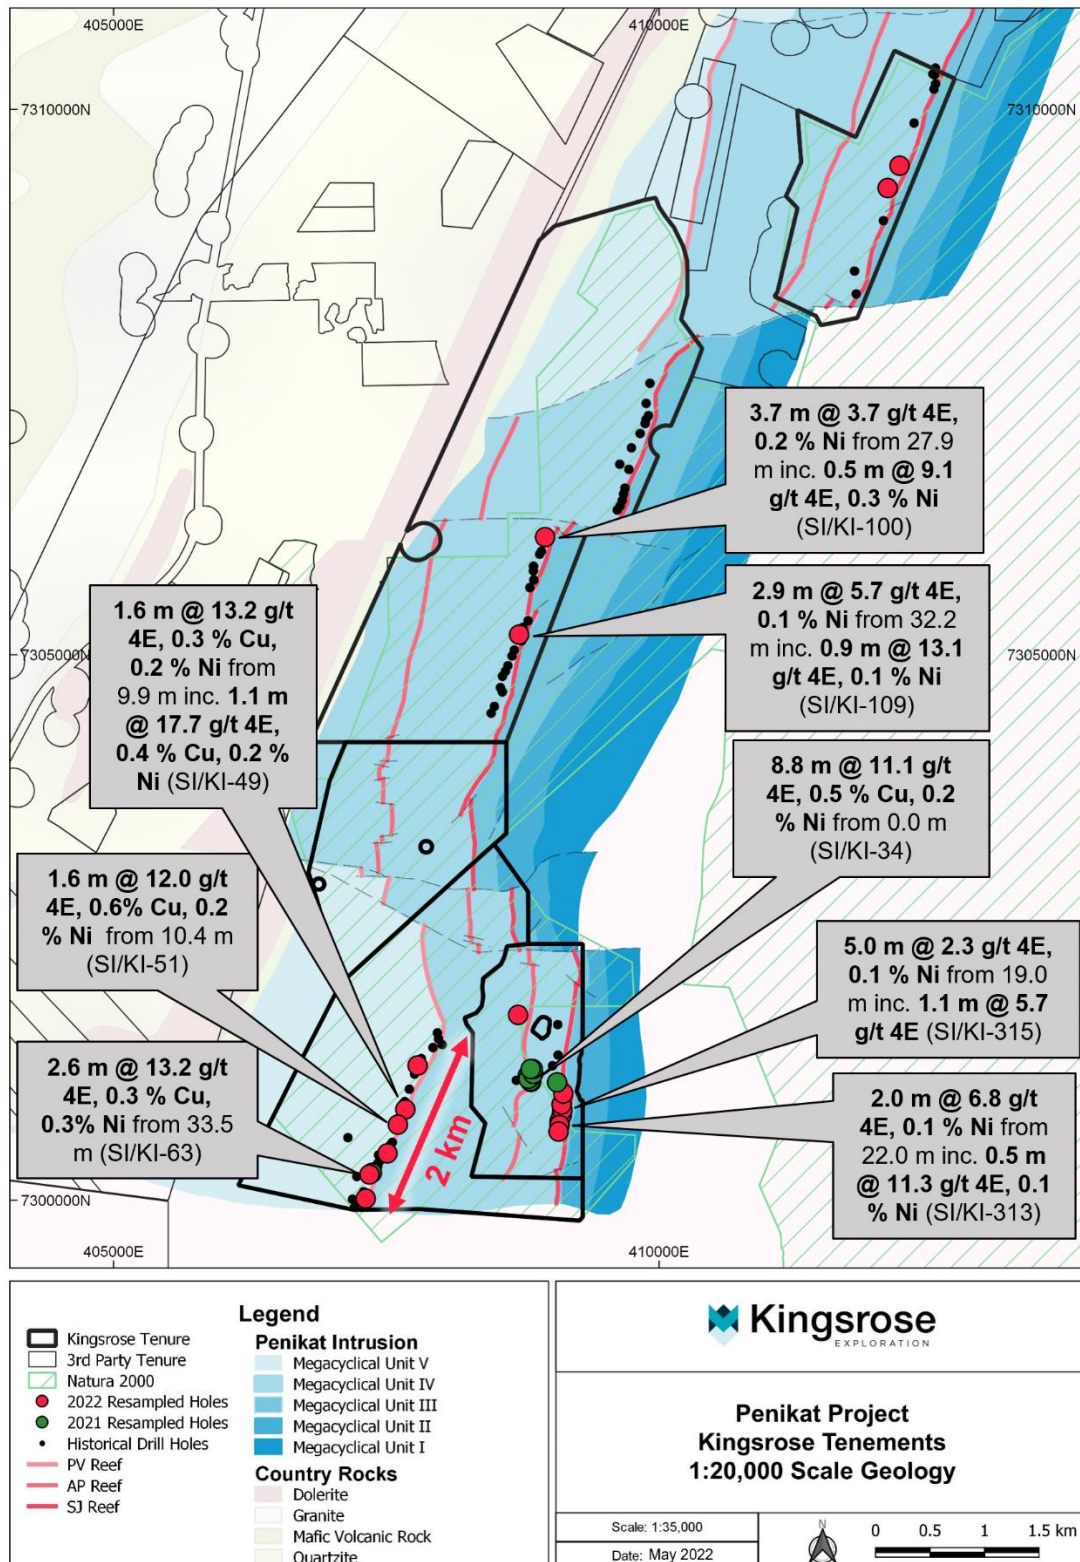 405000E
410000E
7310000N
7310000N
3.7 m @ 3.7 g/t 4E,
0.2 % Ni from 27.9
m inc. 0.5 m @ 9.1
g/t 4E, 0.3 % Ni
(SI/KI-100)
2.9 m @ 5.7 g/t 4E,
0.1 % Ni from 32.2
m inc. 0.9 m @ 13.1
g/t 4E, 0.1 % Ni
(SI/KI-109)
1.6 m @ 13.2 g/t
4E, 0.3 % Cu,
0.2 % Ni from
9.9 m inc. 1.1 m
@ 17.7 g/t 4E,
0.4 % Cu, 0.2 %
Ni (SI/KI-49)
7305000N
7305000N
8.8 m @ 11.1 g/t
4E, 0.5 % Cu, 0.2
% Ni from 0.0 m
(SI/KI-34)
1.6 m @ 12.0 g/t
4E, 0.6% Cu, 0.2
% Ni from 10.4 m
(SI/KI-51)
5.0 m @ 2.3 g/t 4E,
0.1 % Ni from 19.0
m inc. 1.1 m @ 5.7
g/t 4E (SI/KI-315)
2.6 m @ 13.2 g/t
4E, 0.3 % Cu,
0.3% Ni from 33.5
m (SI/KI-63)
2 km
2.0 m @ 6.8 g/t
4E, 0.1 % Ni from
22.0 m inc. 0.5 m
@ 11.3 g/t 4E, 0.1
% Ni (SI/KI-313)
7300000N
405000E
410000E
Legend
Kingsrose Tenure
3rd Party Tenure
Natura 2000
2022 Resampled Holes
2021 Resampled Holes
Historical Drill Holes
PV Reef
AP Reef
SJ Reef
Penikat Intrusion
Megacyclical Unit V
Megacyclical Unit IV
Megacyclical Unit III
Megacyclical Unit II
Megacyclical Unit I
Country Rocks
Dolerite
Granite
Mafic Volcanic Rock
Quartzite
Kingsrose
EXPLORATION
Penikat Project
Kingsrose Tenements
1:20,000 Scale Geology
Scale: 1:35,000
Date: May 2022
N
0 0.5 1 1.5 km